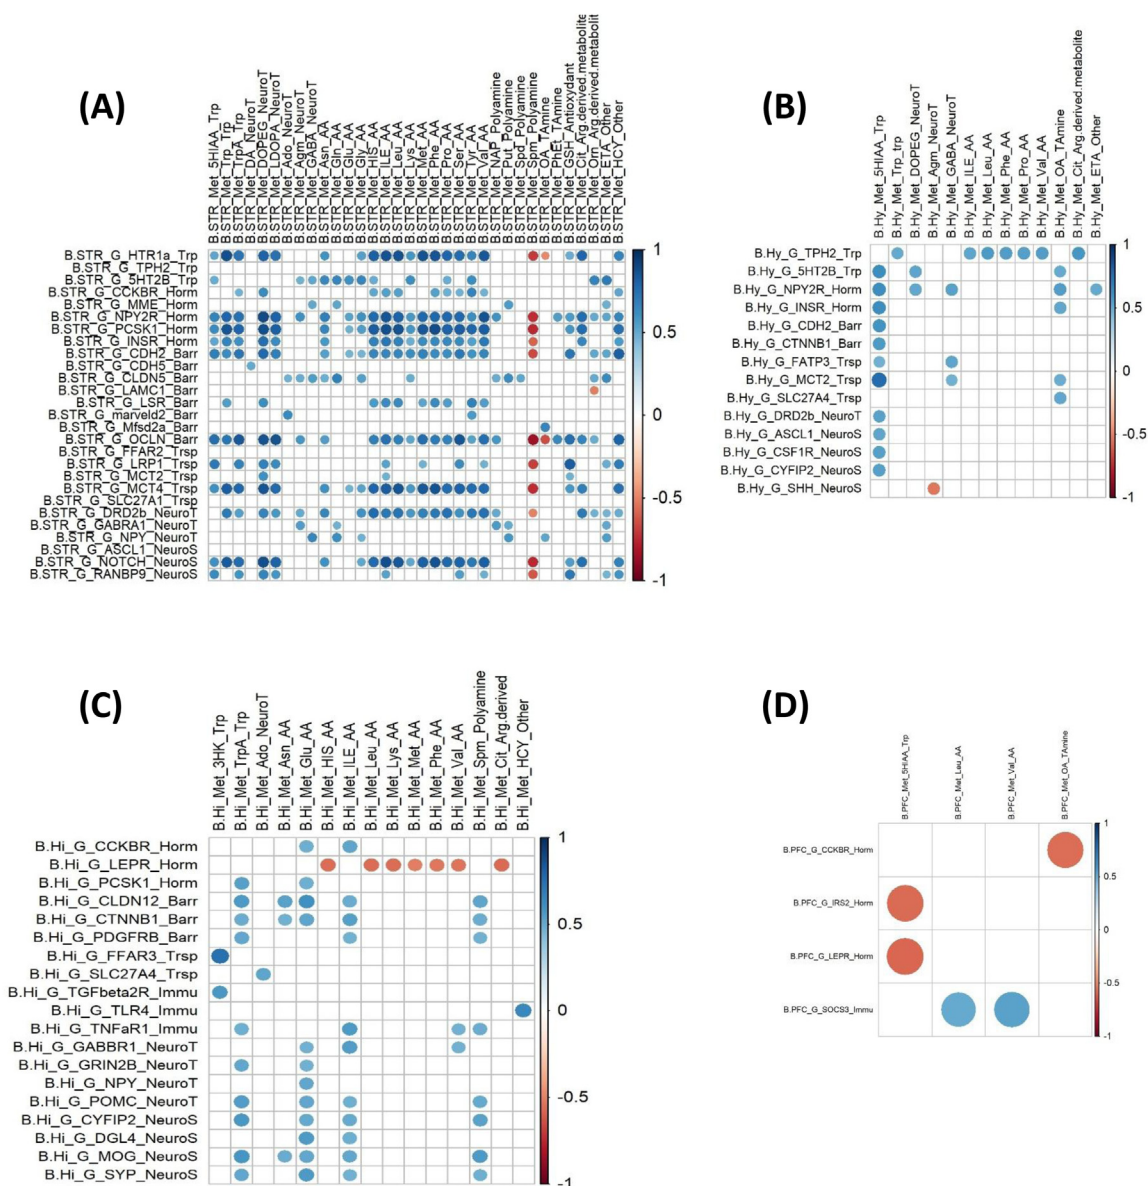 (A)
B.STR_Met_5HIAA_Trp
B.STR_Met_Trp_Trp
B.STR_Met_TrpA_Trp
B.STR_Met_DA_NeuroT
B.STR_Met_DOPEG_NeuroT
B.STR_Met_LDOPA_NeuroT
B.STR_Met_Ado_NeuroT
B.STR_Met_Agm_NeuroT
B.STR_Met_GABA_NeuroT
B.STR_Met_Asn_AA
B.STR_Met_Gln_AA
B.STR_Met_Glu_AA
B.STR_Met_Gly_AA
B.STR_Met_HIS_AA
B.STR_Met_ILE_AA
B.STR_Met_Leu_AA
B.STR_Met_Lys_AA
B.STR_Met_Met_AA
B.STR_Met_Phe_AA
B.STR_Met_Pro_AA
B.STR_Met_Ser_AA
B.STR_Met_Tyr_AA
B.STR_Met_Val_AA
B.STR_Met_NAP_Polyamine
B.STR_Met_Put_Polyamine
B.STR_Met_Spd_Polyamine
B.STR_Met_Spm_Polyamine
B.STR_Met_OA_TAmine
B.STR_Met_PhEt_TAmine
B.STR_Met_GSH_Antioxydant
B.STR_Met_Cit_Arg.derived.metabolite
B.STR_Met_Orn_Arg.derived.metabolit
B.STR_Met_ETA_Other
B.STR_Met_HCY_Other
B.STR_G_HTR1a_Trp
B.STR_G_TPH2_Trp
B.STR_G_5HT2B_Trp
B.STR_G_CCKBR_Horm
B.STR_G_MME_Horm
B.STR_G_NPY2R_Horm
B.STR_G_PCSK1_Horm
B.STR_G_INSR_Horm
B.STR_G_CDH2_Barr
B.STR_G_CDH5_Barr
B.STR_G_CLDN5_Barr
B.STR_G_LAMC1_Barr
B.STR_G_LSR_Barr
B.STR_G_marveld2_Barr
B.STR_G_Mfsd2a_Barr
B.STR_G_OCLN_Barr
B.STR_G_FFAR2_Trsp
B.STR_G_LRP1_Trsp
B.STR_G_MCT2_Trsp
B.STR_G_MCT4_Trsp
B.STR_G_SLC27A1_Trsp
B.STR_G_DRD2b_NeuroT
B.STR_G_GABRA1_NeuroT
B.STR_G_NPY_NeuroT
B.STR_G_ASCL1_NeuroS
B.STR_G_NOTCH_NeuroS
B.STR_G_RANBP9_NeuroS
1
0.5
0
-0.5
-1
(B)
B.Hy_Met_5HIAA_Trp
B.Hy_Met_Trp_trp
B.Hy_Met_DOPEG_NeuroT
B.Hy_Met_Agm_NeuroT
B.Hy_Met_GABA_NeuroT
B.Hy_Met_ILE_AA
B.Hy_Met_Leu_AA
B.Hy_Met_Phe_AA
B.Hy_Met_Pro_AA
B.Hy_Met_Val_AA
B.Hy_Met_OA_TAmine
B.Hy_Met_Cit_Arg.derived.metabolite
B.Hy_Met_ETA_Other
B.Hy_G_TPH2_Trp
B.Hy_G_5HT2B_Trp
B.Hy_G_NPY2R_Horm
B.Hy_G_INSR_Horm
B.Hy_G_CDH2_Barr
B.Hy_G_CTNNB1_Barr
B.Hy_G_FATP3_Trsp
B.Hy_G_MCT2_Trsp
B.Hy_G_SLC27A4_Trsp
B.Hy_G_DRD2b_NeuroT
B.Hy_G_ASCL1_NeuroS
B.Hy_G_CSF1R_NeuroS
B.Hy_G_CYFIP2_NeuroS
B.Hy_G_SHH_NeuroS
1
0.5
0
-0.5
-1
(C)
B.Hi_Met_3HK_Trp
B.Hi_Met_TrpA_Trp
B.Hi_Met_Ado_NeuroT
B.Hi_Met_Asn_AA
B.Hi_Met_Glu_AA
B.Hi_Met_HIS_AA
B.Hi_Met_ILE_AA
B.Hi_Met_Leu_AA
B.Hi_Met_Lys_AA
B.Hi_Met_Met_AA
B.Hi_Met_Phe_AA
B.Hi_Met_Val_AA
B.Hi_Met_Spm_Polyamine
B.Hi_Met_Cit_Arg.derived
B.Hi_Met_HCY_Other
B.Hi_G_CCKBR_Horm
B.Hi_G_LEPR_Horm
B.Hi_G_PCSK1_Horm
B.Hi_G_CLDN12_Barr
B.Hi_G_CTNNB1_Barr
B.Hi_G_PDGFRB_Barr
B.Hi_G_FFAR3_Trsp
B.Hi_G_SLC27A4_Trsp
B.Hi_G_TGFbeta2R_Immu
B.Hi_G_TLR4_Immu
B.Hi_G_TNFaR1_Immu
B.Hi_G_GABBR1_NeuroT
B.Hi_G_GRIN2B_NeuroT
B.Hi_G_NPY_NeuroT
B.Hi_G_POMC_NeuroT
B.Hi_G_CYFIP2_NeuroS
B.Hi_G_DGL4_NeuroS
B.Hi_G_MOG_NeuroS
B.Hi_G_SYP_NeuroS
1
0.5
0
-0.5
-1
(D)
B.PFC_Met_5HIAA_Trp
B.PFC_Met_Leu_AA
B.PFC_Met_Val_AA
B.PFC_Met_OA_TAmine
B.PFC_G_CCKBR_Horm
B.PFC_G_IRS2_Horm
B.PFC_G_LEPR_Horm
B.PFC_G_SOCS3_Immu
1
0.5
0
-0.5
-1